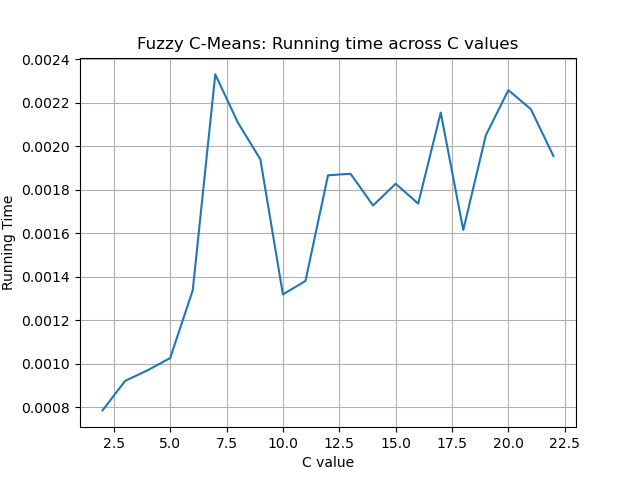 Fuzzy C-Means: Running time across C values
0.0024
0.0022
0.0020
0.0018
0.0016
0.0014
0.0012
0.0010
0.0008
Running Time
2.5 5.0 7.5 10.0 12.5 15.0 17.5 20.0 22.5
C value